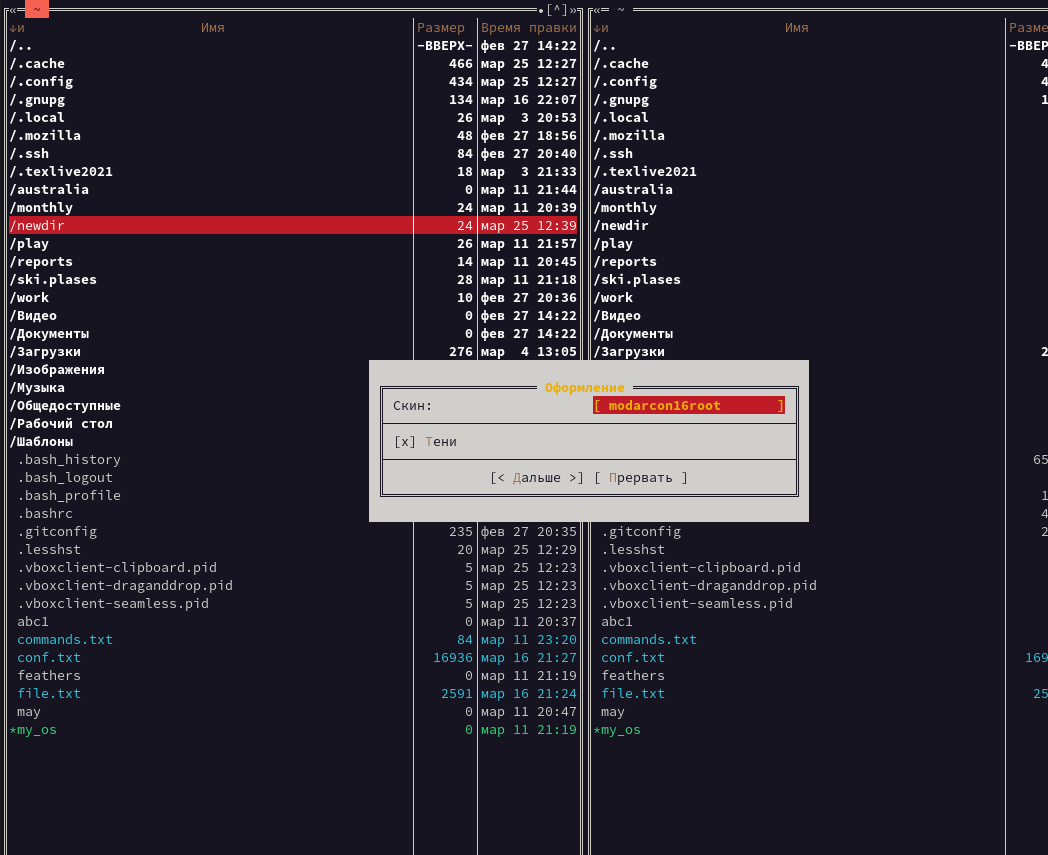 «═ ~ •[^]» «═ ~
↓и Имя Размер Время правки ↓и Имя Разме
/.. -ВВЕРХ- фев 27 14:22 /.. -ВВЕР
/.cache 466 мар 25 12:27 /.cache 4
/.config 434 мар 25 12:27 /.config 4
/.gnupg 134 мар 16 22:07 /.gnupg 1
/.local 26 мар 3 20:53 /.local
/.mozilla 48 фев 27 18:56 /.mozilla
/.ssh 84 фев 27 20:40 /.ssh
/.texlive2021 18 мар 3 21:33 /.texlive2021
/australia 0 мар 11 21:44 /australia
/monthly 24 мар 11 20:39 /monthly
/newdir 24 мар 25 12:39 /newdir
/play 26 мар 11 21:57 /play
/reports 14 мар 11 20:45 /reports
/ski.plases 28 мар 11 21:18 /ski.plases
/work 10 фев 27 20:36 /work
/Видео 0 фев 27 14:22 /Видео
/Документы 0 фев 27 14:22 /Документы
/Загрузки 276 мар 4 13:05 /Загрузки 2
/Изображения
/Музыка Оформление
/Общедоступные Скин: [ modarcon16root ]
/Рабочий стол
/Шаблоны [x] Тени
.bash_history 65
.bash_logout [< Дальше >] [ Прервать ]
.bash_profile 1
.bashrc 4
.gitconfig 235 фев 27 20:35 .gitconfig 2
.lesshst 20 мар 25 12:29 .lesshst
.vboxclient-clipboard.pid 5 мар 25 12:23 .vboxclient-clipboard.pid
.vboxclient-draganddrop.pid 5 мар 25 12:23 .vboxclient-draganddrop.pid
.vboxclient-seamless.pid 5 мар 25 12:23 .vboxclient-seamless.pid
abc1 0 мар 11 20:37 abc1
commands.txt 84 мар 11 23:20 commands.txt
conf.txt 16936 мар 16 21:27 conf.txt 169
feathers 0 мар 11 21:19 feathers
file.txt 2591 мар 16 21:24 file.txt 25
may 0 мар 11 20:47 may
*my_os 0 мар 11 21:19 *my_os